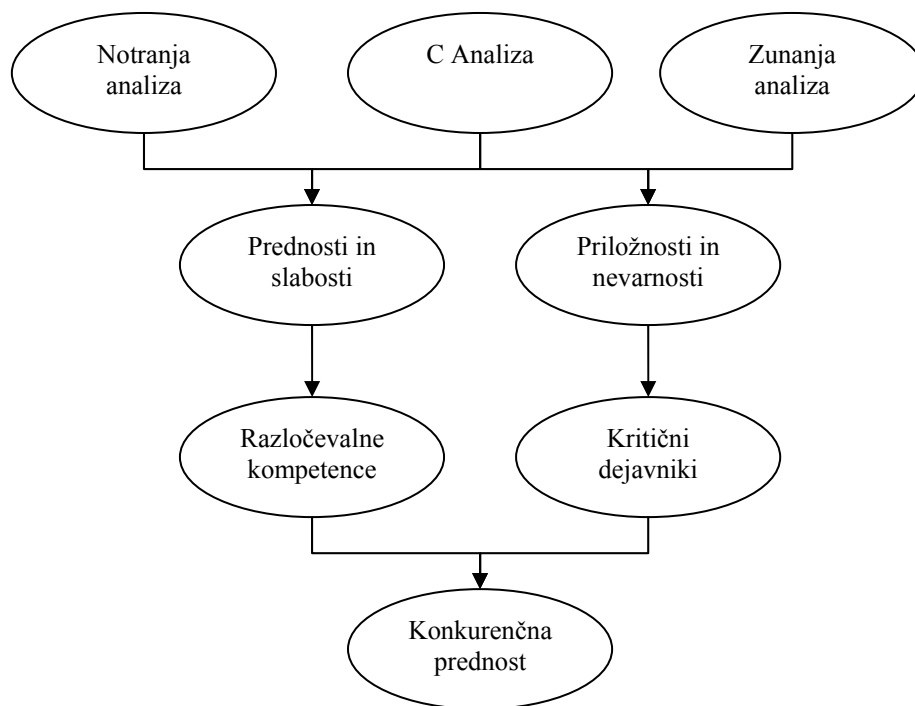 Notranja
analiza
C Analiza
Zunanja
analiza
Prednosti in
slabosti
Priložnosti in
nevarnosti
Razločevalne
kompetence
Kritični
dejavniki
Konkurenčna
prednost